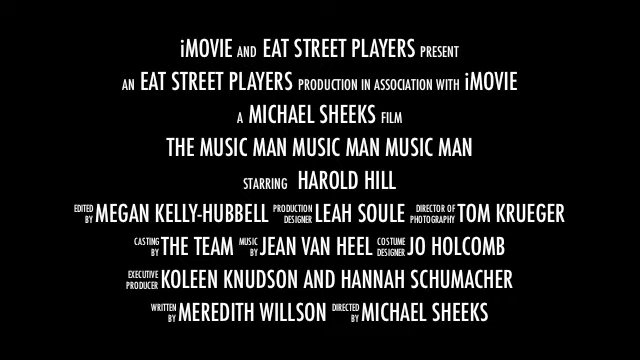 iMOVIE AND EAT STREET PLAYERS PRESENT
AN EAT STREET PLAYERS PRODUCTION IN ASSOCIATION WITH iMOVIE
A MICHAEL SHEEKS FILM
THE MUSIC MAN MUSIC MAN MUSIC MAN
STARRING HAROLD HILL
EDITED BY MEGAN KELLY-HUBBELL PRODUCTION DESIGNER LEAH SOULE DIRECTOR OF PHOTOGRAPHY TOM KRUEGER
CASTING BY THE TEAM MUSIC BY JEAN VAN HEEL COSTUME DESIGNER JO HOLCOMB
EXECUTIVE PRODUCER KOLEEN KNUDSON AND HANNAH SCHUMACHER
WRITTEN BY MEREDITH WILLSON DIRECTED BY MICHAEL SHEEKS